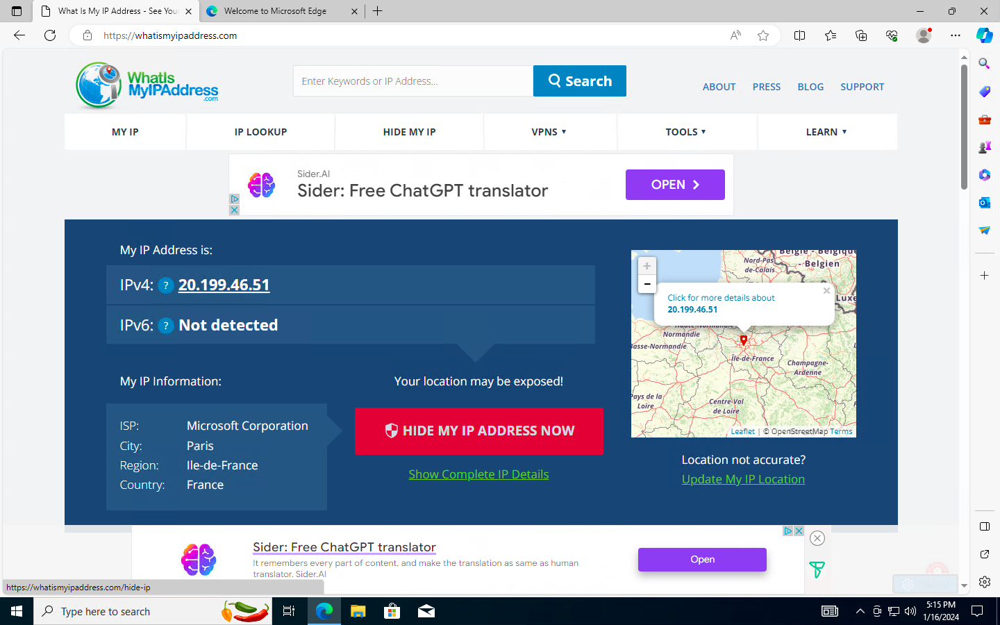 What Is My IP Address - See Your
Welcome to Microsoft Edge
https://whatismyipaddress.com
WhatIs
MyIPAddress
.com
Enter Keywords or IP Address...
Search
ABOUT
PRESS
BLOG
SUPPORT
MY IP
IP LOOKUP
HIDE MY IP
VPNS
TOOLS
LEARN
Sider.AI
Sider: Free ChatGPT translator
OPEN
My IP Address is:
IPv4: ? 20.199.46.51
IPv6: ? Not detected
My IP Information:
ISP: Microsoft Corporation
City: Paris
Region: Ile-de-France
Country: France
Your location may be exposed!
HIDE MY IP ADDRESS NOW
Show Complete IP Details
België - Belgique
- Belgien
Nord-Pas-
de-Calais
+
−
Click for more details about
20.199.46.51
×
Haute-Normandie
Normandie
Basse-Normandie
Île-de-France
Champagne-
Ardenne
Pays de la
Loire
Centre-Val
de Loire
Leaflet | © OpenStreetMap Terms
Location not accurate?
Update My IP Location
Sider: Free ChatGPT translator
It remembers every part of content, and make the translation as same as human
translator. Sider.AI
Open
https://whatismyipaddress.com/hide-ip
Type here to search
5:15 PM
1/16/2024